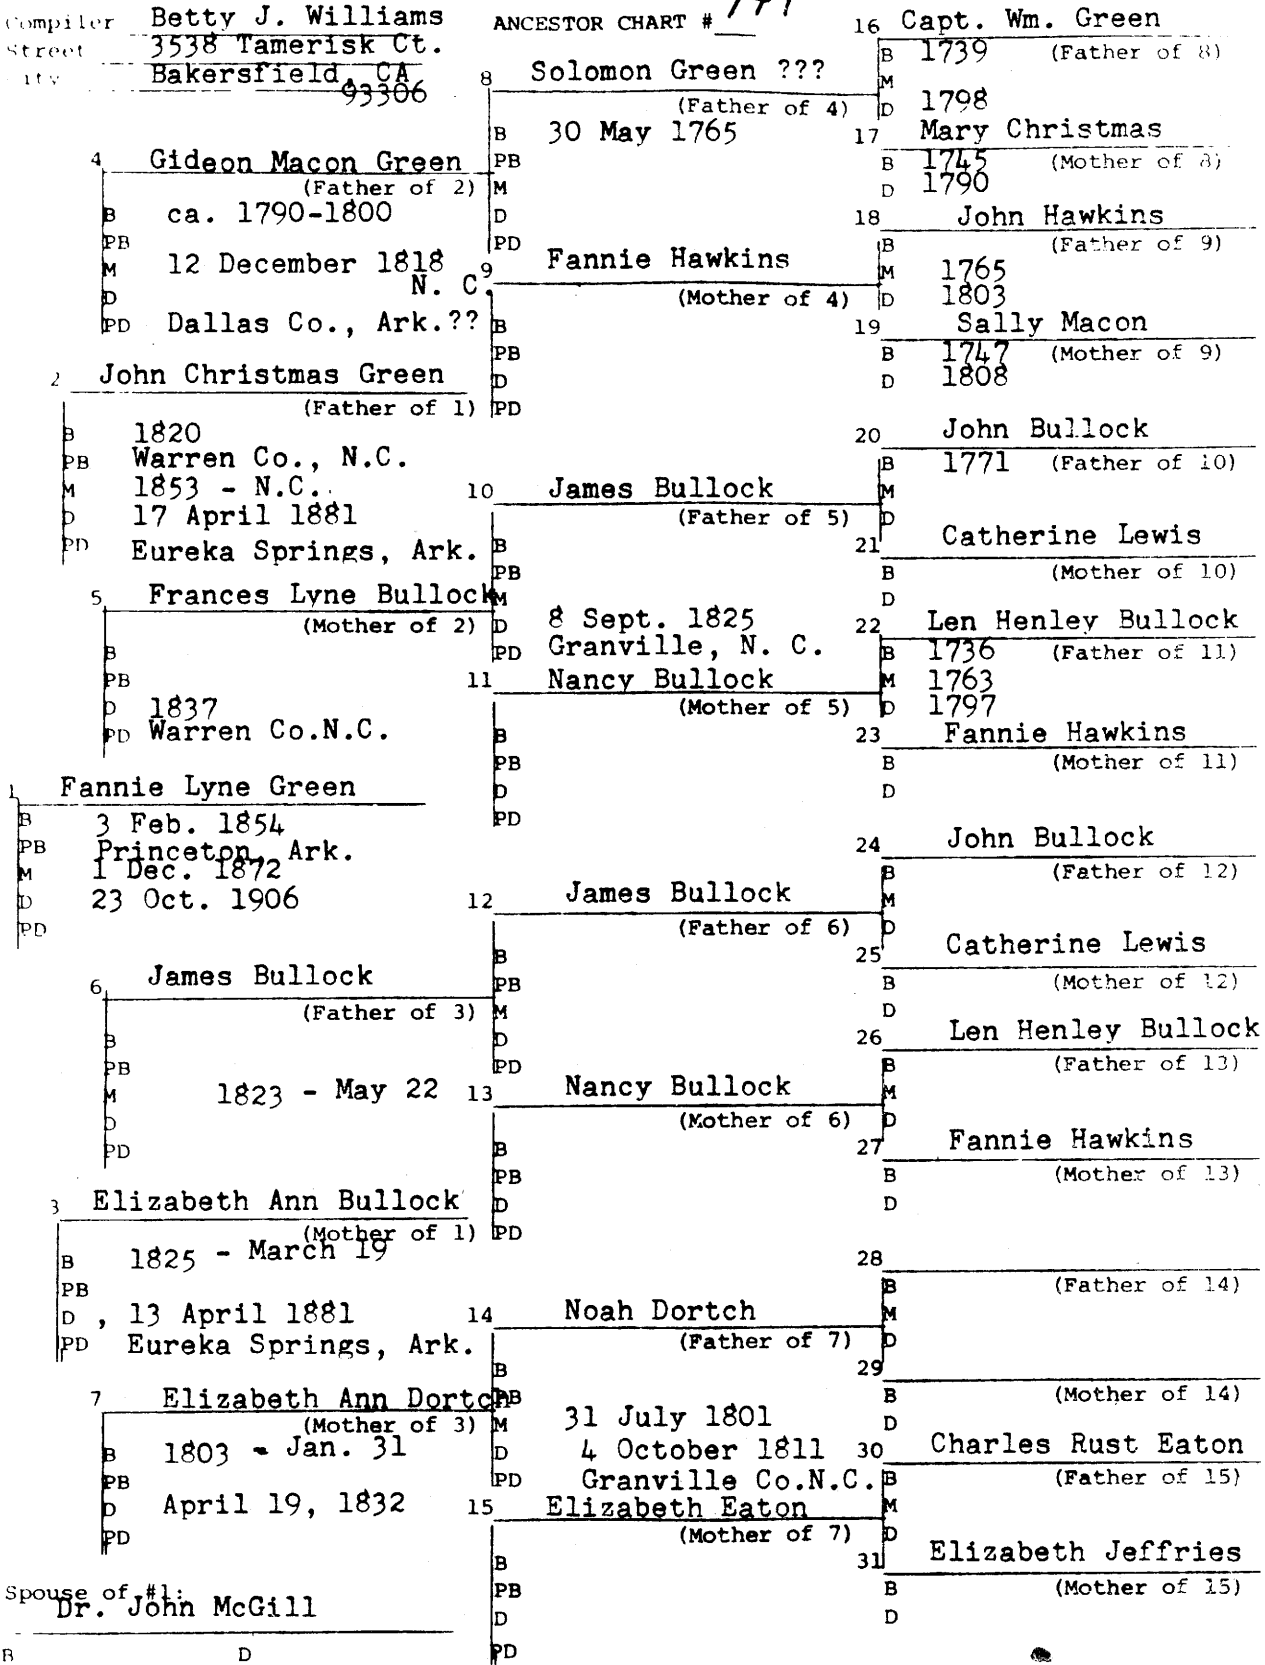 Compiler Betty J. Williams
Street 3538 Tamerisk Ct.
Bakersfield, CA
93306
ANCESTOR CHART #
1 Fannie Lyne Green
B 3 Feb. 1854
PB Princeton, Ark.
M 1 Dec. 1872
D 23 Oct. 1906
PD
2 John Christmas Green
(Father of 1)
B 1820
PB Warren Co., N.C.
M 1853 - N.C.
D 17 April 1881
PD Eureka Springs, Ark.
3 Elizabeth Ann Bullock
(Mother of 1)
B 1825 - March 19
PB
D , 13 April 1881
PD Eureka Springs, Ark.
4 Gideon Macon Green
(Father of 2)
B ca. 1790-1800
PB
M 12 December 1818
N. C.
D
PD Dallas Co., Ark.??
5 Frances Lyne Bullock
(Mother of 2)
B
PB
D 1837
PD Warren Co.N.C.
6 James Bullock
(Father of 3)
B
PB
M 1823 - May 22
D
PD
7 Elizabeth Ann Dortch
(Mother of 3)
B 1803 - Jan. 31
PB
D April 19, 1832
PD
8 Solomon Green ???
(Father of 4)
B 30 May 1765
PB
M
D
PD
9 Fannie Hawkins
(Mother of 4)
B
PB
D
PD
10 James Bullock
(Father of 5)
B
PB
M
D 8 Sept. 1825
PD Granville, N. C.
11 Nancy Bullock
(Mother of 5)
B
PB
D
PD
12 James Bullock
(Father of 6)
B
PB
M
D
PD
13 Nancy Bullock
(Mother of 6)
B
PB
D
PD
14 Noah Dortch
(Father of 7)
B
PB
M 31 July 1801
D 4 October 1811
PD Granville Co.N.C.
15 Elizabeth Eaton
(Mother of 7)
B
PB
D
PD
16 Capt. Wm. Green
B 1739 (Father of 8)
M
D 1798
17 Mary Christmas
B 1745 (Mother of 8)
D 1790
18 John Hawkins
B (Father of 9)
M 1765
D 1803
19 Sally Macon
B 1747 (Mother of 9)
D 1808
20 John Bullock
B 1771 (Father of 10)
M
D
21 Catherine Lewis
B (Mother of 10)
D
22 Len Henley Bullock
B 1736 (Father of 11)
M 1763
D 1797
23 Fannie Hawkins
B (Mother of 11)
D
24 John Bullock
B (Father of 12)
M
D
25 Catherine Lewis
B (Mother of 12)
D
26 Len Henley Bullock
B (Father of 13)
M
D
27 Fannie Hawkins
B (Mother of 13)
D
28
B (Father of 14)
M
D
29
B (Mother of 14)
D
30 Charles Rust Eaton
B (Father of 15)
M
D
31 Elizabeth Jeffries
B (Mother of 15)
D
Spouse of #1:
Dr. John McGill
B D